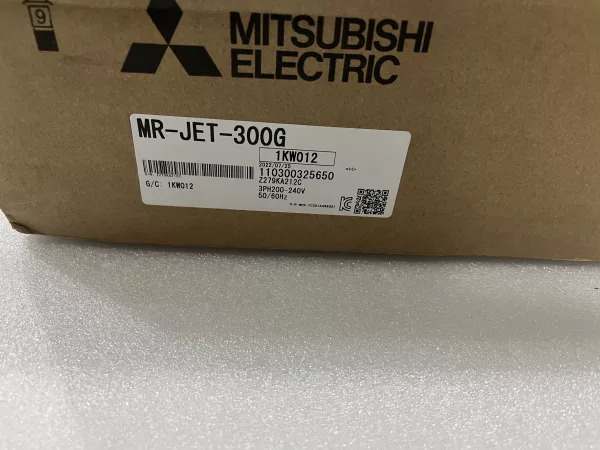 9
MITSUBISHI
ELECTRIC
MR-JET-300G
1KW012
2022/07/25
110300325650
Z279KA212C
G/C: 1KW012
3PH200-240V
50/60Hz